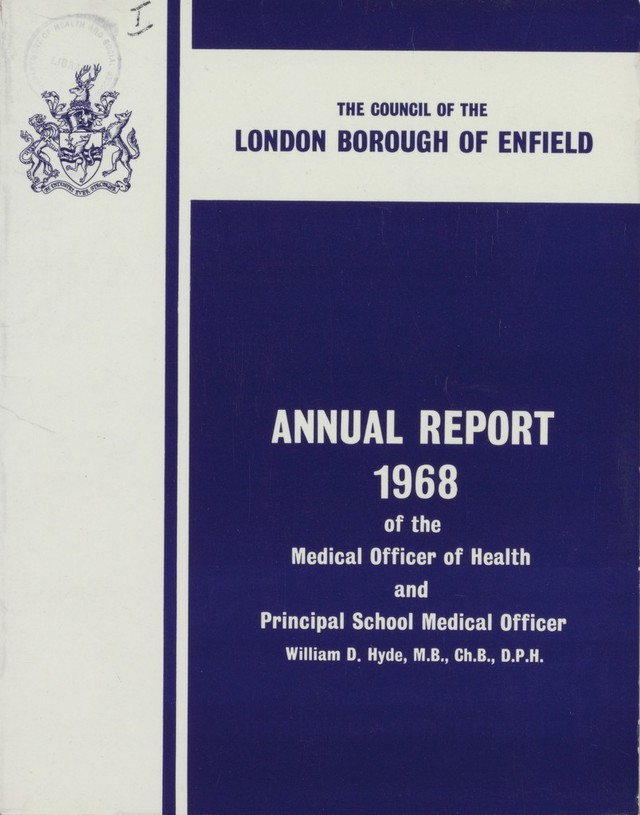 I
THE COUNCIL OF THE
LONDON BOROUGH OF ENFIELD
ANNUAL REPORT
1968
of the
Medical Officer of Health
and
Principal School Medical Officer
William D. Hyde, M.B., Ch.B., D.P.H.